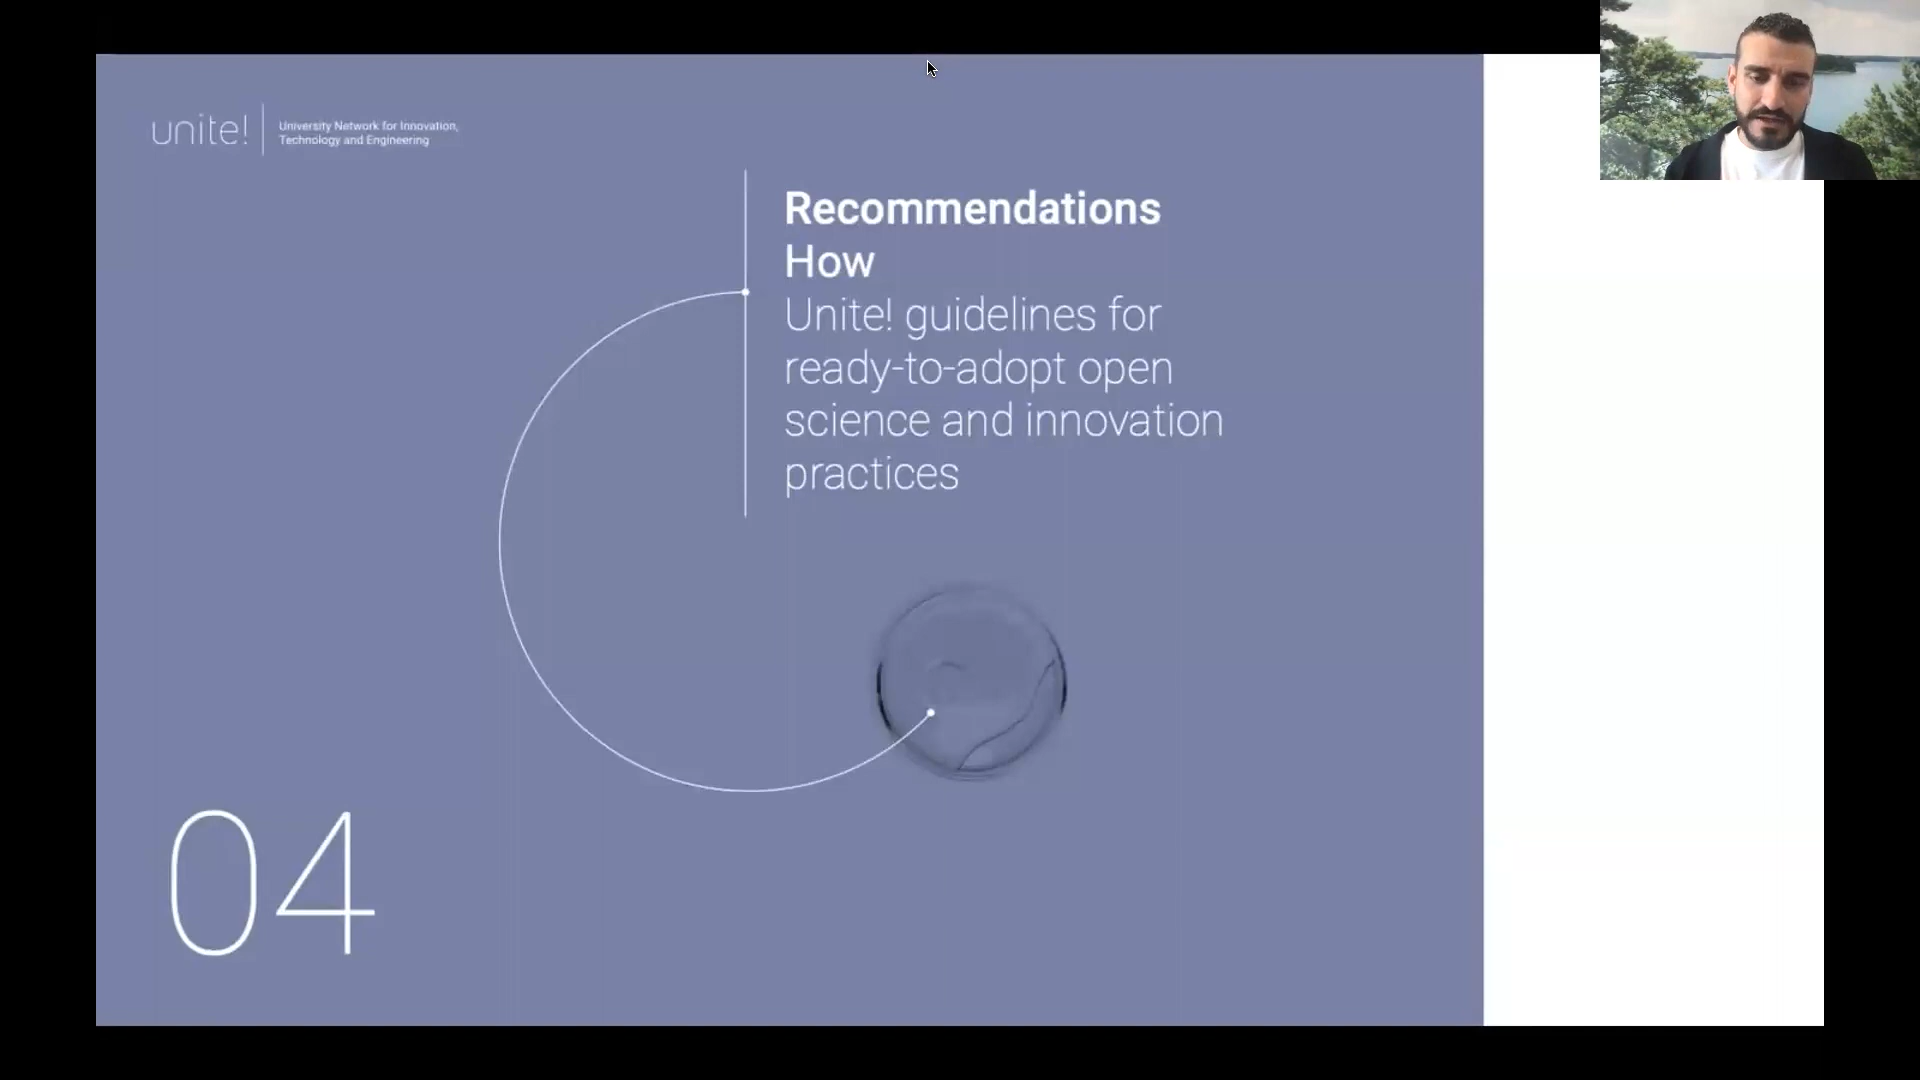 unite!
University Network for Innovation,
Technology and Engineering
Recommendations
How
Unite! guidelines for
ready-to-adopt open
science and innovation
practices
04